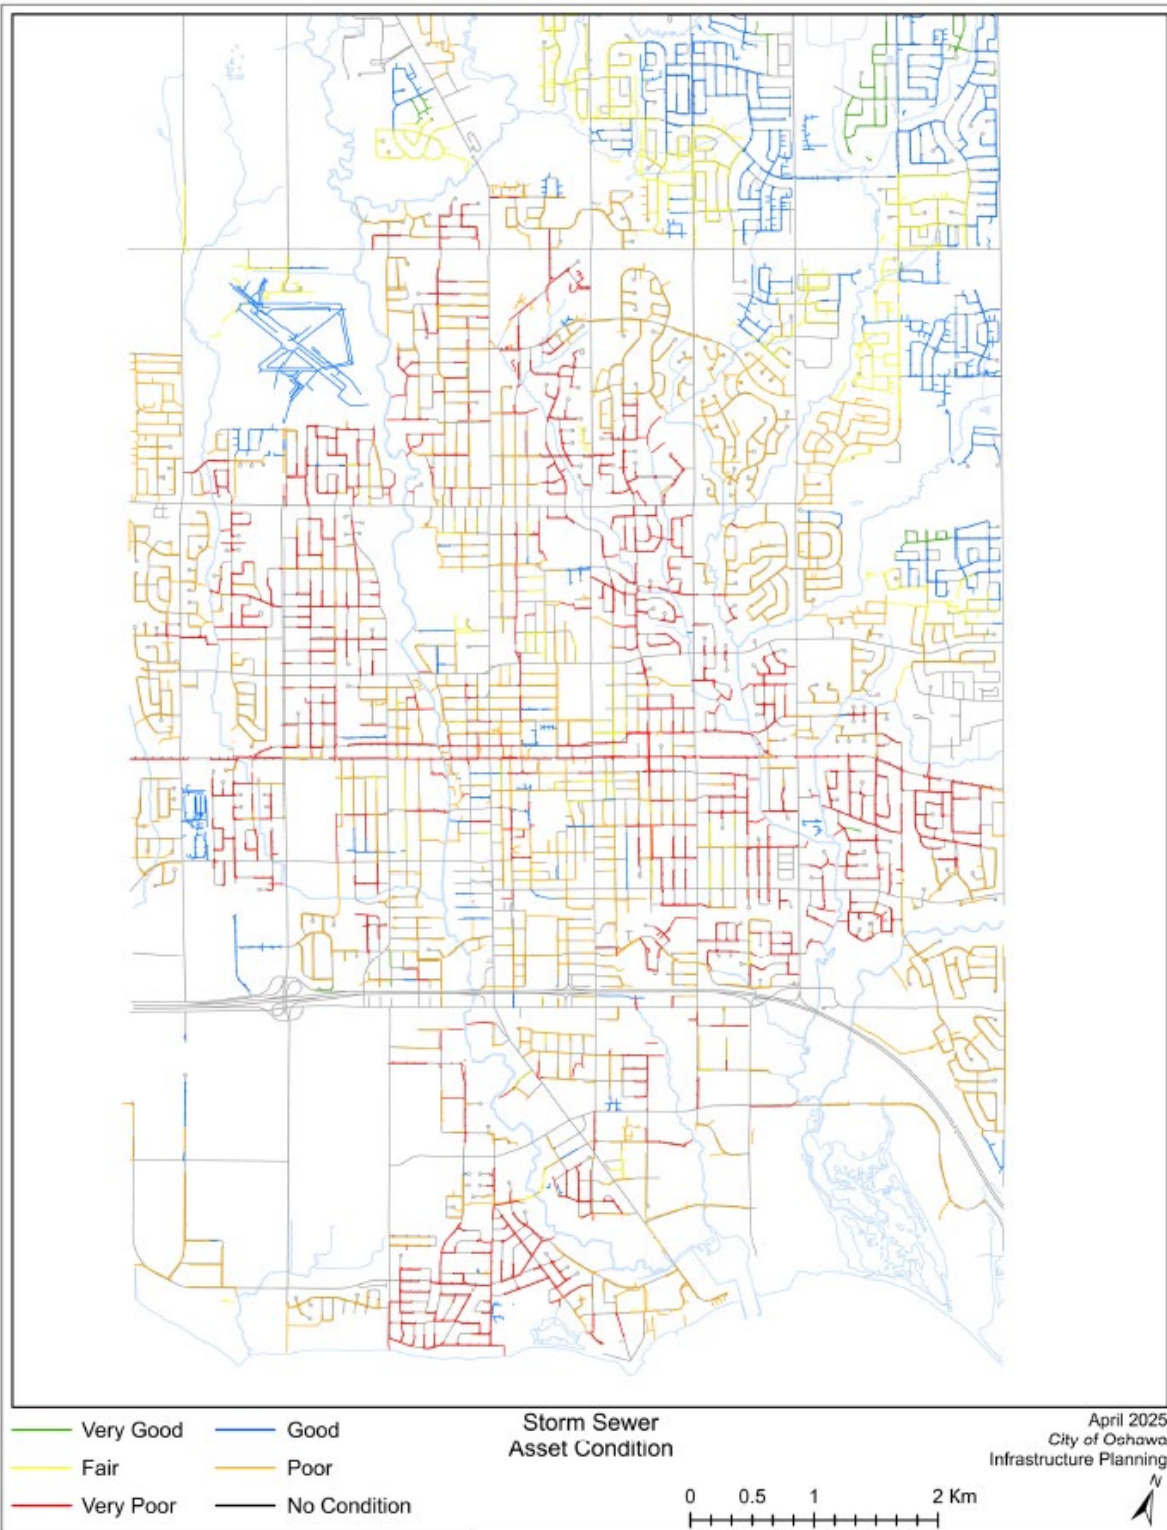 Very Good
Good
Fair
Poor
Very Poor
No Condition
Storm Sewer
Asset Condition
0 0.5 1 2 Km
April 2025
City of Oshawa
Infrastructure Planning
N